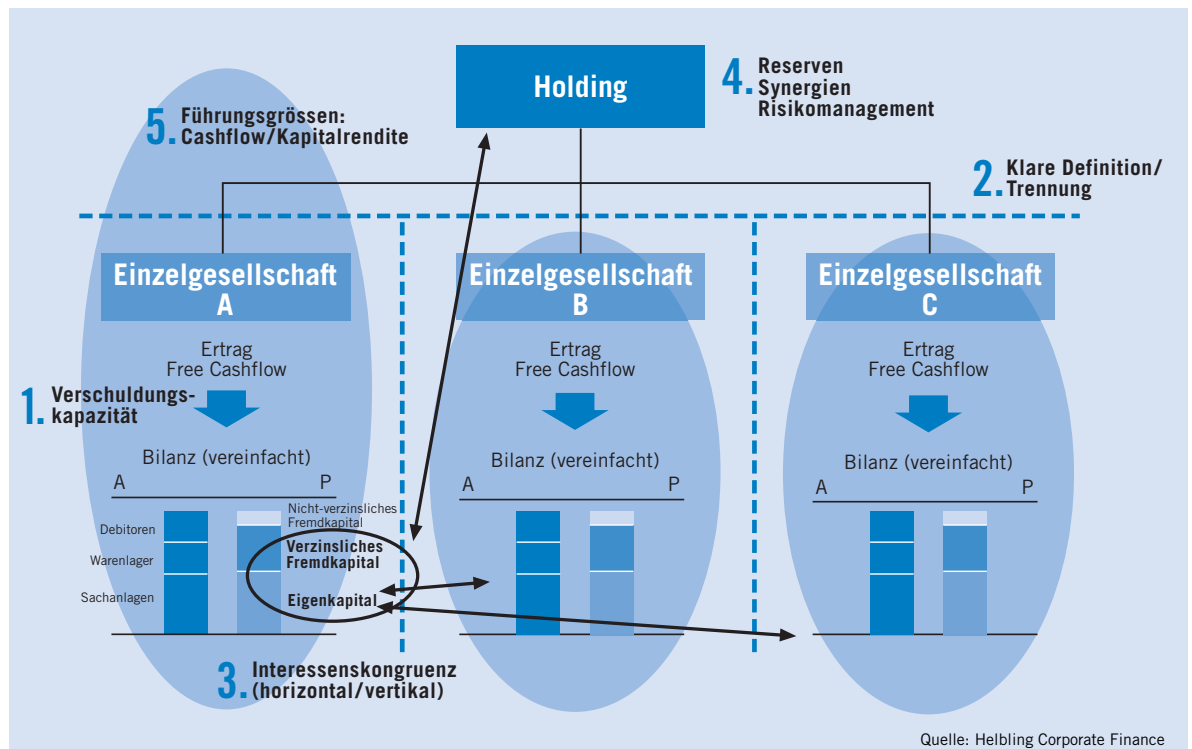 Holding
4. Reserven
Synergien
Risikomanagement
5. Führungsgrössen:
Cashflow/Kapitalrendite
2. Klare Definition/
Trennung
Einzelgesellschaft
A
Einzelgesellschaft
B
Einzelgesellschaft
C
Ertrag
Free Cashflow
Ertrag
Free Cashflow
Ertrag
Free Cashflow
1. Verschuldungs-
kapazität
Bilanz (vereinfacht)
A P
Bilanz (vereinfacht)
A P
Bilanz (vereinfacht)
A P
Debitoren
Warenlager
Sachanlagen
Nicht-verzinsliches
Fremdkapital
Verzinsliches
Fremdkapital
Eigenkapital
3. Interessenskongruenz
(horizontal/vertikal)
Quelle: Helbling Corporate Finance